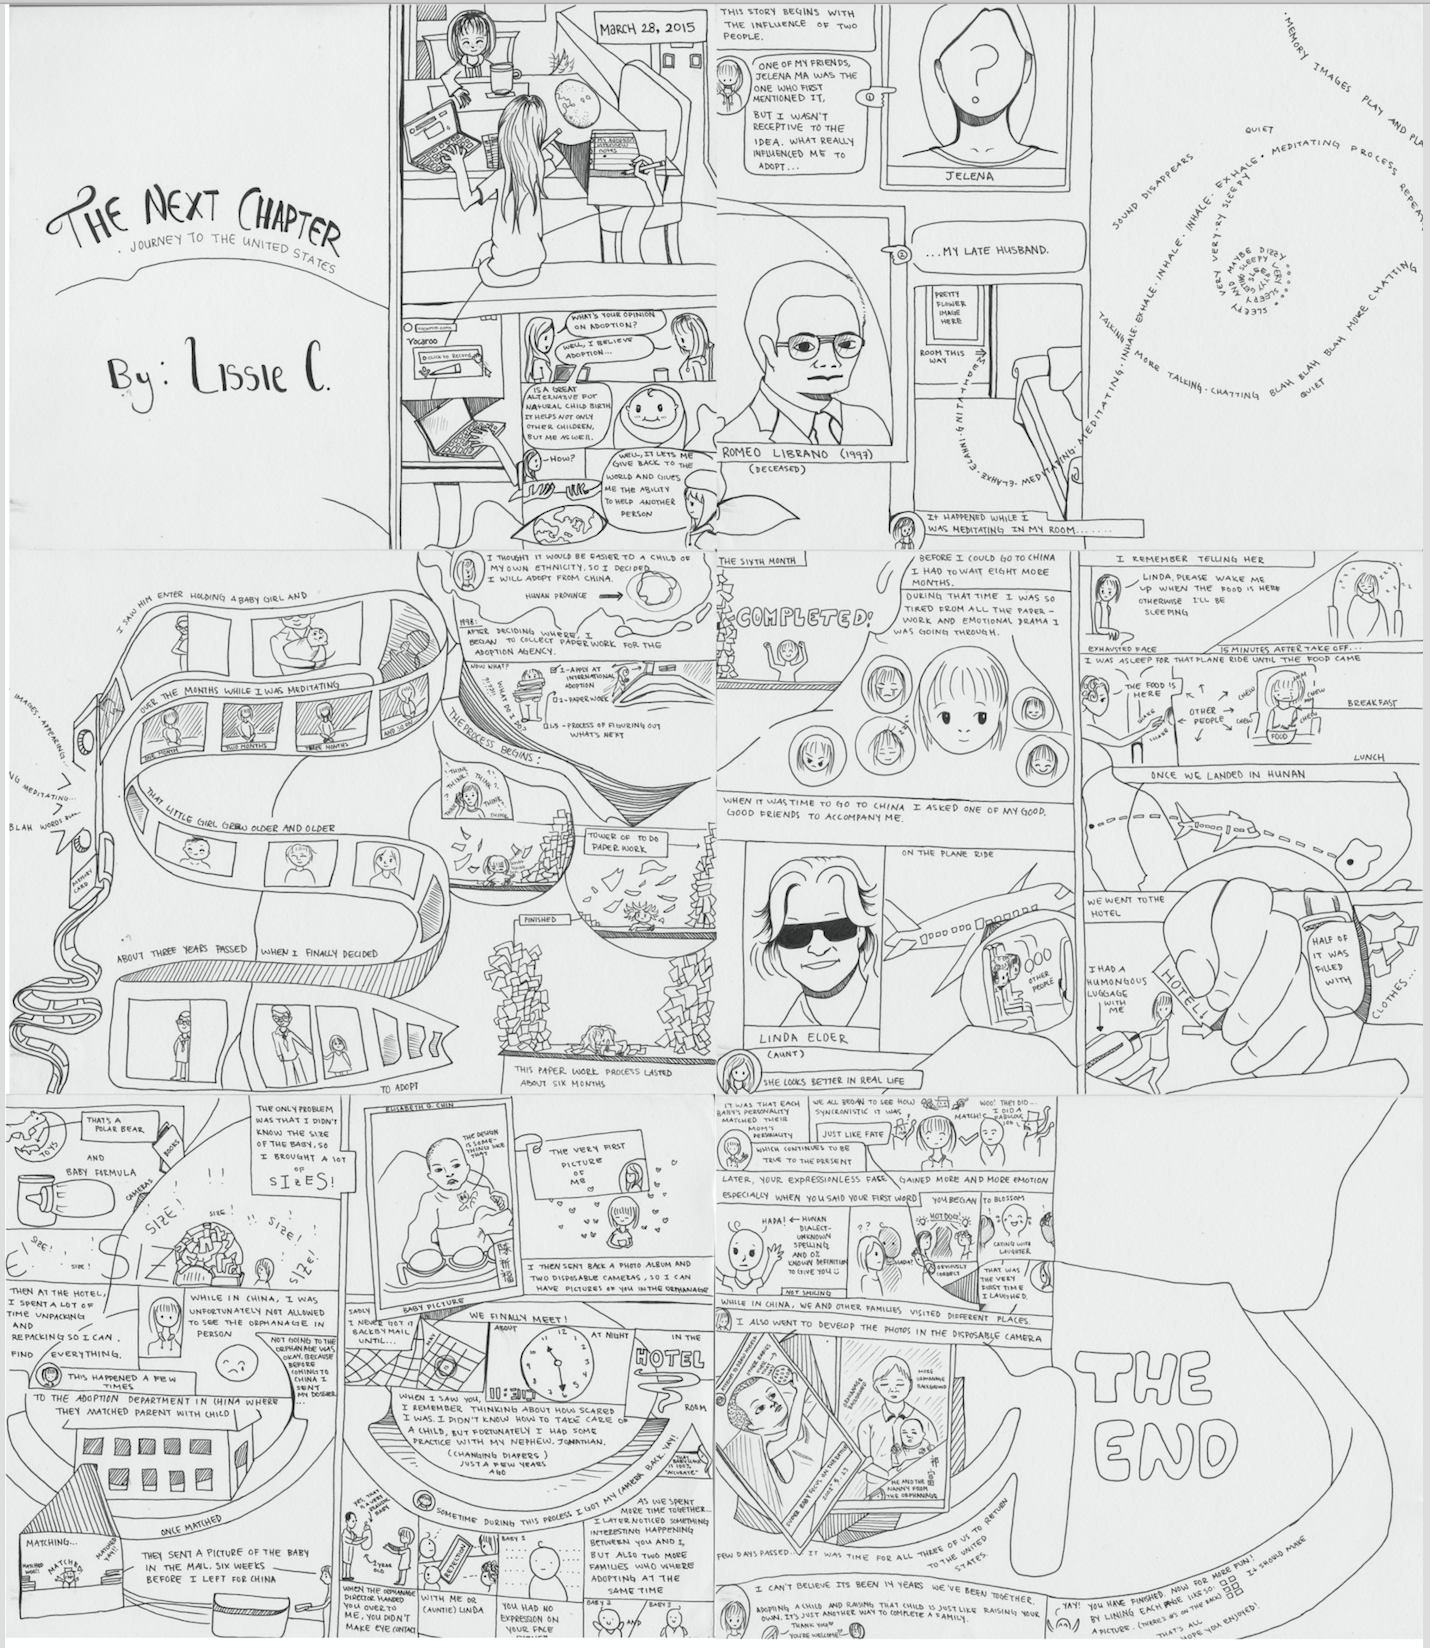 THE NEXT CHAPTER
JOURNEY TO THE UNITED STATES
By: LISSIE C.
MARCH 28, 2015
Vocaroo
WHAT'S YOUR OPINION
ON ADOPTION?
WELL, I BELIEVE
ADOPTION...
IS A GREAT
ALTERNATIVE FOR
NATURAL CHILD BIRTH
IT HELPS NOT ONLY
OTHER CHILDREN,
BUT ME AS WELL.
-HOW?
WELL, IT LETS ME
GIVE BACK TO THE
WORLD AND GIVES
ME THE ABILITY
TO HELP ANOTHER
PERSON
THIS STORY BEGINS WITH
THE INFLUENCE OF TWO
PEOPLE.
ONE OF MY FRIENDS,
JELENA MA WAS THE
ONE WHO FIRST
MENTIONED IT,
BUT I WASN'T
RECEPTIVE TO THE
IDEA. WHAT REALLY
INFLUENCED ME TO
ADOPT...
1
?
JELENA
2
...MY LATE HUSBAND.
ROMEO LIBRANO (1997)
(DECEASED)
PRETTY
FLOWER
IMAGE
HERE
ROOM THIS
WAY
IT HAPPENED WHILE I
WAS MEDITATING IN MY ROOM.......
MEDITATING·INHALE·EXHALE·MEDITATING·MEDITATING·INHALE·EXHALE·INHALE·INHALE·EXHALE·EXHALE·MEDITATING PROCESS REPEAT
SOUND DISAPPEARS
QUIET
MEMORY IMAGES PLAY AND PLA
VERY VERY·RY SLEEPY
TALKING MORE TALKING·CHATTING BLAH BLAH BLAH MORE CHATTING
QUIET
I SAW HIM ENTER HOLDING A BABY GIRL AND
OVER THE MONTHS WHILE I WAS MEDITATING
ONE MONTH
TWO MONTHS
THREE MONTHS
AND SO ON
THAT LITTLE GIRL GREW OLDER AND OLDER
IMAGES·APPEARING...
NG MEDITATING...
BLAH WORDS BLAH
MEMORY
CARD
ABOUT THREE YEARS PASSED WHEN I FINALLY DECIDED
TO ADOPT
I THOUGHT IT WOULD BE EASIER TO A CHILD OF
MY OWN ETHNICITY, SO I DECIDED
I WILL ADOPT FROM CHINA.
HUNAN PROVINCE
1998:
AFTER DECIDING WHERE, I
BEGAN TO COLLECT PAPER WORK FOR THE
ADOPTION AGENCY.
NOW WHAT?
WHAT DO I DO?
1-APPLY AT
INTERNATIONAL
ADOPTION
2-PAPER WORK
3-PROCESS OF FIGURING OUT
WHAT'S NEXT
THE PROCESS BEGINS:
THINK
THINK
THINK
TOWER OF TO DO
PAPER WORK
FINISHED
THIS PAPER WORK PROCESS LASTED
ABOUT SIX MONTHS
THE SIXTH MONTH
COMPLETED!
BEFORE I COULD GO TO CHINA
I HAD TO WAIT EIGHT MORE
MONTHS.
DURING THAT TIME I WAS SO
TIRED FROM ALL THE PAPER-
WORK AND EMOTIONAL DRAMA I
WAS GOING THROUGH.
WHEN IT WAS TIME TO GO TO CHINA I ASKED ONE OF MY GOOD
GOOD FRIENDS TO ACCOMPANY ME.
LINDA ELDER
(AUNT)
SHE LOOKS BETTER IN REAL LIFE
ON THE PLANE RIDE
OTHER
PEOPLE
I REMEMBER TELLING HER
LINDA, PLEASE WAKE ME
UP WHEN THE FOOD IS HERE
OTHERWISE I'LL BE
SLEEPING
EXHAUSTED FACE
15 MINUTES AFTER TAKE OFF...
I WAS ASLEEP FOR THAT PLANE RIDE UNTIL THE FOOD CAME
THE FOOD IS
HERE
SHAKE
SHAKE
OTHER
PEOPLE
CHEW
CHEW
CHEW
CHEW
FOOD
BREAKFAST
LUNCH
ONCE WE LANDED IN HUNAN
WE WENT TO THE
HOTEL
I HAD A
HUMONGOUS
LUGGAGE
WITH
ME
HOTEL
HALF OF
IT WAS
FILLED
WITH
CLOTHES...
TOYS
THAT'S A
POLAR BEAR
BOOKS
AND
BABY FORMULA
CAMERAS
THE ONLY PROBLEM
WAS THAT I DIDN'T
KNOW THE SIZE
OF THE BABY, SO
I BROUGHT A LOT
OF
SIZES!
!!
SIZE!
SIZE!
SIZE!
SIZE!
SIZE!
SIZE!
THEN AT THE HOTEL,
I SPENT A LOT OF
TIME UNPACKING
AND
REPACKING SO I CAN
FIND EVERYTHING.
THIS HAPPENED A FEW
TIMES
WHILE IN CHINA, I WAS
UNFORTUNATELY NOT ALLOWED
TO SEE THE ORPHANAGE IN
PERSON
NOT GOING TO THE
ORPHANAGE WAS
OKAY, BECAUSE
BEFORE
COMING TO
CHINA I
SENT
MY DOSSIER
...
TO THE ADOPTION DEPARTMENT IN CHINA WHERE
THEY MATCHED PARENT WITH CHILD
ONCE MATCHED
MATCHING...
MATCHED
THEY SENT A PICTURE OF THE BABY
IN THE MAIL. SIX WEEKS
BEFORE I LEFT FOR CHINA
ELISABETH G. CHIN
THE DESIGN
IS SOME-
THING LIKE
THAT
BABY PICTURE
THE VERY FIRST
PICTURE
OF
ME
I THEN SENT BACK A PHOTO ALBUM AND
TWO DISPOSABLE CAMERAS, SO I CAN
HAVE PICTURES OF YOU IN THE ORPHANAGE
SADLY
I NEVER GOT IT
BACK BY MAIL
UNTIL...
WE FINALLY MEET!
MAY
ABOUT
11:30
AT NIGHT
IN THE
HOTEL
ROOM
WHEN I SAW YOU,
I REMEMBER THINKING ABOUT HOW SCARED
I WAS. I DIDN'T KNOW HOW TO TAKE CARE OF
A CHILD, BUT FORTUNATELY I HAD SOME
PRACTICE WITH MY NEPHEW, JONATHAN.
(CHANGING DIAPERS)
JUST A FEW YEARS
AGO
SOMETIME DURING THIS PROCESS I GOT MY CAMERA BACK. YAY!
WHEN THE ORPHANAGE
DIRECTOR HANDED
YOU OVER TO
ME, YOU DIDN'T
MAKE EYE CONTACT
REJECTION
WITH ME OR
(AUNTIE) LINDA
BABY 1
YOU HAD NO
EXPRESSION ON
YOUR FACE
AS WE SPENT
MORE TIME TOGETHER...
I LATER NOTICED SOMETHING
INTERESTING HAPPENING
BETWEEN YOU AND I,
BUT ALSO TWO MORE
FAMILIES WHO WHERE
ADOPTING AT THE
SAME TIME
BABY 2
AND
BABY 3
IT WAS THAT EACH
BABY'S PERSONALITY
MATCHED THEIR
MOM'S
PERSONALITY
WHICH CONTINUES TO BE
TRUE TO THE PRESENT
WE ALL BEGAN TO SEE HOW
SYNCRONISTIC IT WAS
JUST LIKE FATE
MATCH!
WOO! THEY DID...
I DID A
FABULOUS
JOB!
LATER, YOUR EXPRESSIONLESS FACE GAINED MORE AND MORE EMOTION
ESPECIALLY WHEN YOU SAID YOUR FIRST WORD
HADA!
HUNAN
DIALECT-
UNKNOWN
SPELLING
AND OR
KNOWN DEFINITION
TO GIVE YOU
NOT SMILING
??
HADA?
YOU BEGAN TO BLOSSOM
HOT DOG!
OBVIOUSLY
CORRECT
CRYING WITH
LAUGHTER
THAT WAS
THE VERY
FIRST TIME
I LAUGHED.
WHILE IN CHINA, WE AND OTHER FAMILIES VISITED DIFFERENT PLACES.
I ALSO WENT TO DEVELOP THE PHOTOS IN THE DISPOSABLE CAMERA
MORE
ORPHANAGE
BACKGROUND
ME AND THE
NANNY FROM
THE ORPHANAGE
FEW DAYS PASSED... IT WAS TIME FOR ALL THREE OF US TO RETURN
TO THE UNITED
STATES.
I CAN'T BELIEVE ITS BEEN 14 YEARS WE'VE BEEN TOGETHER.
ADOPTING A CHILD AND RAISING THAT CHILD IS JUST LIKE RAISING YOUR
OWN. IT'S JUST ANOTHER WAY TO COMPLETE A FAMILY.
THANK YOU
YOU'RE WELCOME
THE
END
YAY! YOU HAVE FINISHED. NOW FOR MORE FUN!
BY LINING EACH PAGE LIKE SO:
IT SHOULD MAKE
A PICTURE. (THERE'S #S ON THE BACK)
THAT'S ALL
HOPE YOU ENJOYED!